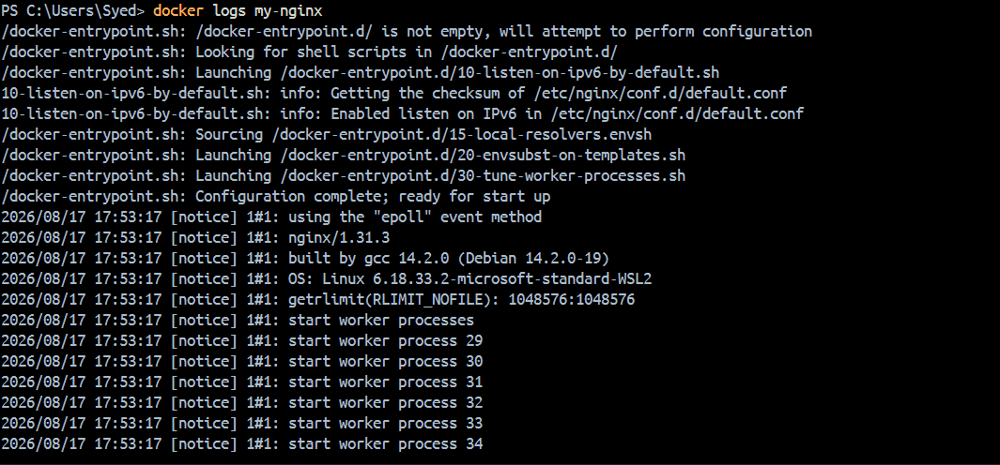 PS C:\Users\Syed> docker logs my-nginx
/docker-entrypoint.sh: /docker-entrypoint.d/ is not empty, will attempt to perform configuration
/docker-entrypoint.sh: Looking for shell scripts in /docker-entrypoint.d/
/docker-entrypoint.sh: Launching /docker-entrypoint.d/10-listen-on-ipv6-by-default.sh
10-listen-on-ipv6-by-default.sh: info: Getting the checksum of /etc/nginx/conf.d/default.conf
10-listen-on-ipv6-by-default.sh: info: Enabled listen on IPv6 in /etc/nginx/conf.d/default.conf
/docker-entrypoint.sh: Sourcing /docker-entrypoint.d/15-local-resolvers.envsh
/docker-entrypoint.sh: Launching /docker-entrypoint.d/20-envsubst-on-templates.sh
/docker-entrypoint.sh: Launching /docker-entrypoint.d/30-tune-worker-processes.sh
/docker-entrypoint.sh: Configuration complete; ready for start up
2026/08/17 17:53:17 [notice] 1#1: using the "epoll" event method
2026/08/17 17:53:17 [notice] 1#1: nginx/1.31.3
2026/08/17 17:53:17 [notice] 1#1: built by gcc 14.2.0 (Debian 14.2.0-19)
2026/08/17 17:53:17 [notice] 1#1: OS: Linux 6.18.33.2-microsoft-standard-WSL2
2026/08/17 17:53:17 [notice] 1#1: getrlimit(RLIMIT_NOFILE): 1048576:1048576
2026/08/17 17:53:17 [notice] 1#1: start worker processes
2026/08/17 17:53:17 [notice] 1#1: start worker process 29
2026/08/17 17:53:17 [notice] 1#1: start worker process 30
2026/08/17 17:53:17 [notice] 1#1: start worker process 31
2026/08/17 17:53:17 [notice] 1#1: start worker process 32
2026/08/17 17:53:17 [notice] 1#1: start worker process 33
2026/08/17 17:53:17 [notice] 1#1: start worker process 34